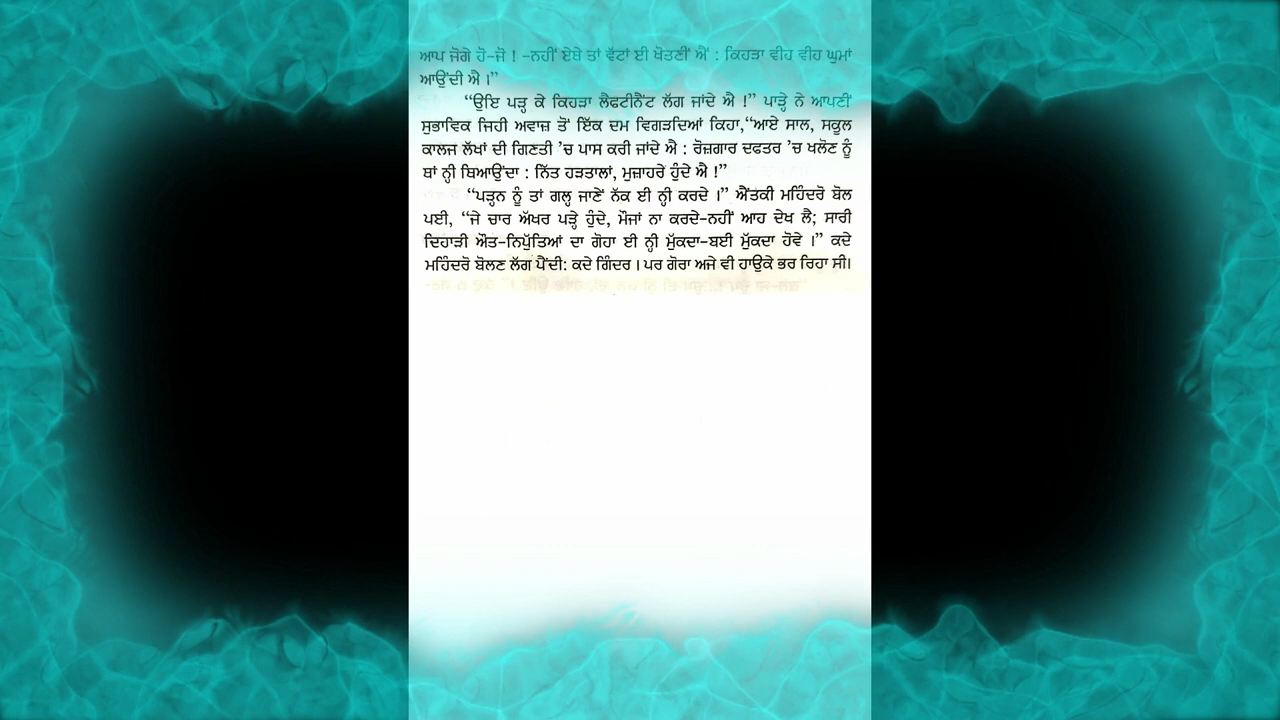 ਆਪ ਜੋਗੇ ਹੋ-ਜੋ ! -ਨਹੀਂ ਏਥੇ ਤਾਂ ਵੱਟਾਂ ਈ ਖੋਤਣੀਂ ਐਂ : ਕਿਹੜਾ ਵੀਹ ਵੀਹ ਘੁਮਾਂ
ਆਉਂਦੀ ਐ ।”
“ਉਇ ਪੜ੍ਹ ਕੇ ਕਿਹੜਾ ਲੈਫਟੀਨੈਂਟ ਲੱਗ ਜਾਂਦੇ ਐ !” ਪਾੜ੍ਹੇ ਨੇ ਆਪਣੀ
ਸੁਭਾਵਿਕ ਜਿਹੀ ਅਵਾਜ਼ ਤੋਂ ਇੱਕ ਦਮ ਵਿਗੜਦਿਆਂ ਕਿਹਾ,“ਆਏ ਸਾਲ, ਸਕੂਲ
ਕਾਲਜ ਲੱਖਾਂ ਦੀ ਗਿਣਤੀ ’ਚ ਪਾਸ ਕਰੀ ਜਾਂਦੇ ਐ : ਰੋਜ਼ਗਾਰ ਦਫਤਰ ’ਚ ਖਲੋਣ ਨੂੰ
ਥਾਂ ਨ੍ਹੀ ਥਿਆਉਂਦਾ : ਨਿੱਤ ਹੜਤਾਲਾਂ, ਮੁਜ਼ਾਹਰੇ ਹੁੰਦੇ ਐ !”
“ਪੜ੍ਹਨ ਨੂੰ ਤਾਂ ਗਲ੍ਹ ਜਾਣੇਂ ਨੱਕ ਈ ਨ੍ਹੀ ਕਰਦੇ ।” ਐਂਤਕੀ ਮਹਿੰਦਰੋ ਬੋਲ
ਪਈ, “ਜੇ ਚਾਰ ਅੱਖਰ ਪੜ੍ਹੇ ਹੁੰਦੇ, ਮੌਜਾਂ ਨਾ ਕਰਦੇ-ਨਹੀਂ ਆਹ ਦੇਖ ਲੈ; ਸਾਰੀ
ਦਿਹਾੜੀ ਔਤ-ਨਿਪੁੱਤਿਆਂ ਦਾ ਗੋਹਾ ਈ ਨ੍ਹੀ ਮੁੱਕਦਾ-ਬਈ ਮੁੱਕਦਾ ਹੋਵੇ ।” ਕਦੇ
ਮਹਿੰਦਰੋ ਬੋਲਣ ਲੱਗ ਪੈਂਦੀ: ਕਦੇ ਗਿੰਦਰ । ਪਰ ਗੋਰਾ ਅਜੇ ਵੀ ਹਾਉਕੇ ਭਰ ਰਿਹਾ ਸੀ।